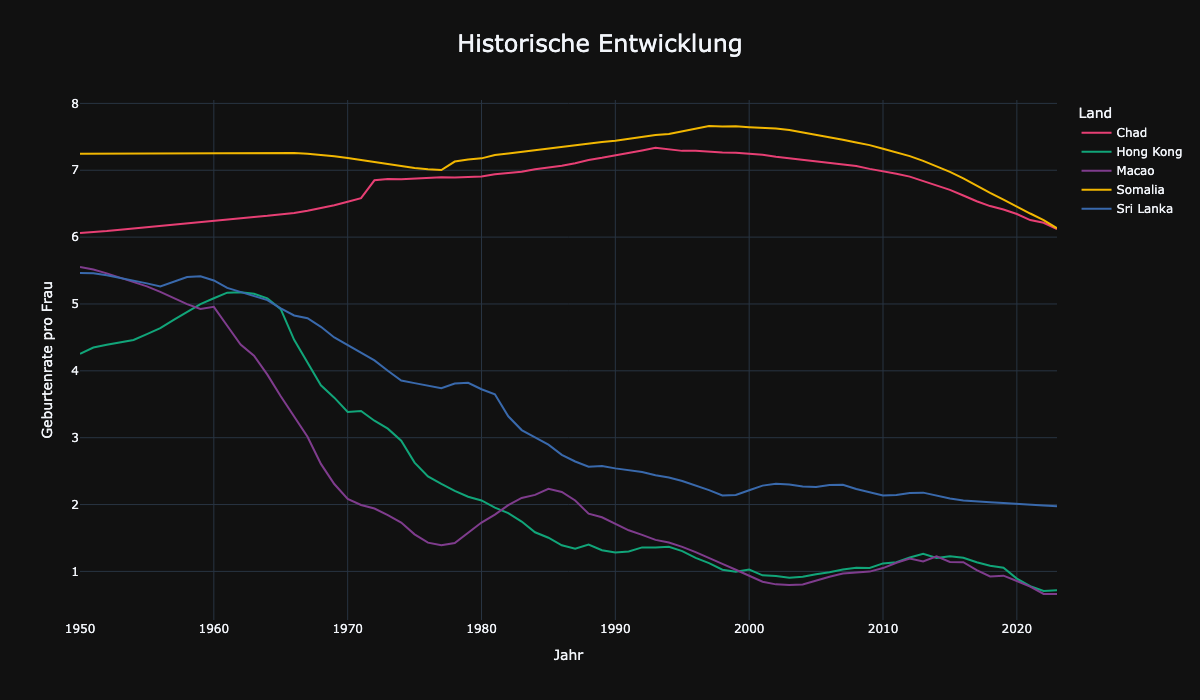 Historische Entwicklung
Land
Chad
Hong Kong
Macao
Somalia
Sri Lanka
Geburtenrate pro Frau
8
7
6
5
4
3
2
1
1950 1960 1970 1980 1990 2000 2010 2020
Jahr